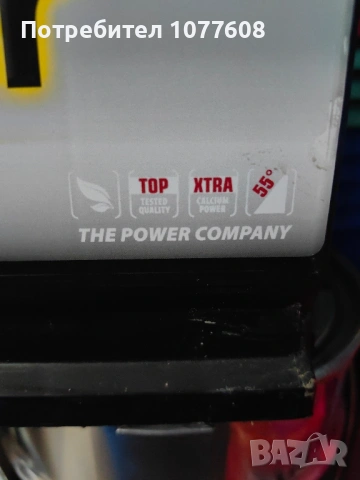 Потребител 1077608
TOP
TESTED
QUALITY
XTRA
CALCIUM
POWER
55°
THE POWER COMPANY
BAZAR